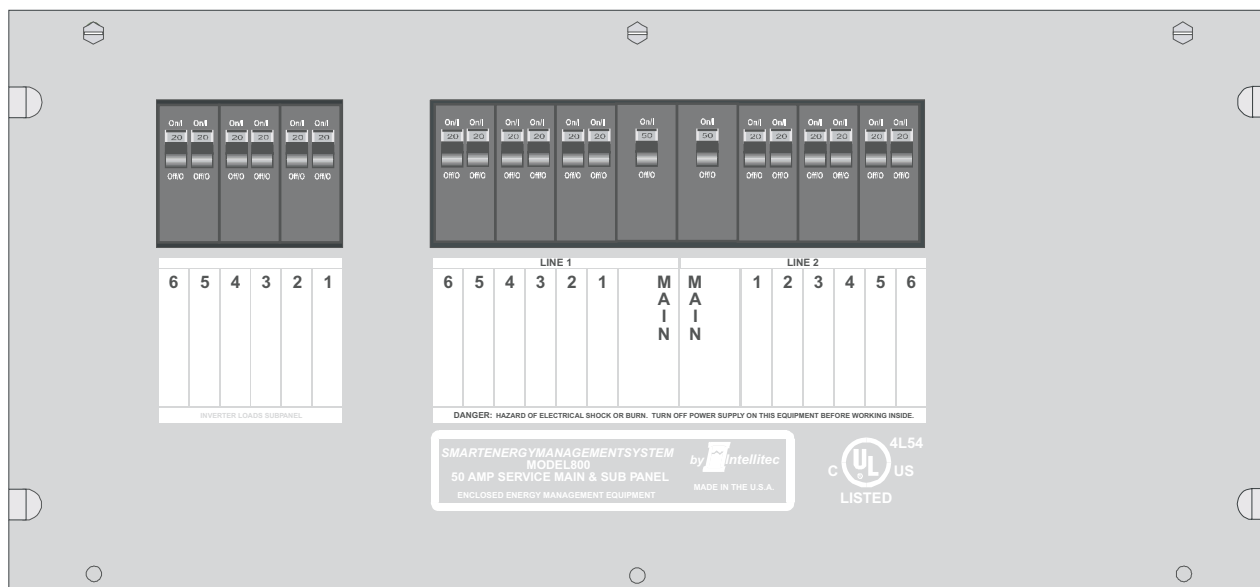 On/I On/I On/I On/I On/I On/I
20 20 20 20 20 20
Off/O Off/O Off/O Off/O Off/O Off/O
6 5 4 3 2 1
INVERTER LOADS SUBPANEL
On/I On/I On/I On/I On/I On/I On/I On/I On/I On/I On/I On/I On/I On/I
20 20 20 20 20 20 50 50 20 20 20 20 20 20
Off/O Off/O Off/O Off/O Off/O Off/O Off/O Off/O Off/O Off/O Off/O Off/O Off/O Off/O
LINE 1 LINE 2
6 5 4 3 2 1 MAIN MAIN 1 2 3 4 5 6
DANGER: HAZARD OF ELECTRICAL SHOCK OR BURN. TURN OFF POWER SUPPLY ON THIS EQUIPMENT BEFORE WORKING INSIDE.
SMARTENERGYMANAGEMENTSYSTEM
MODEL800
50 AMP SERVICE MAIN & SUB PANEL
ENCLOSED ENERGY MANAGEMENT EQUIPMENT
by Intellitec
MADE IN THE U.S.A.
4L54
C UL ® US
LISTED